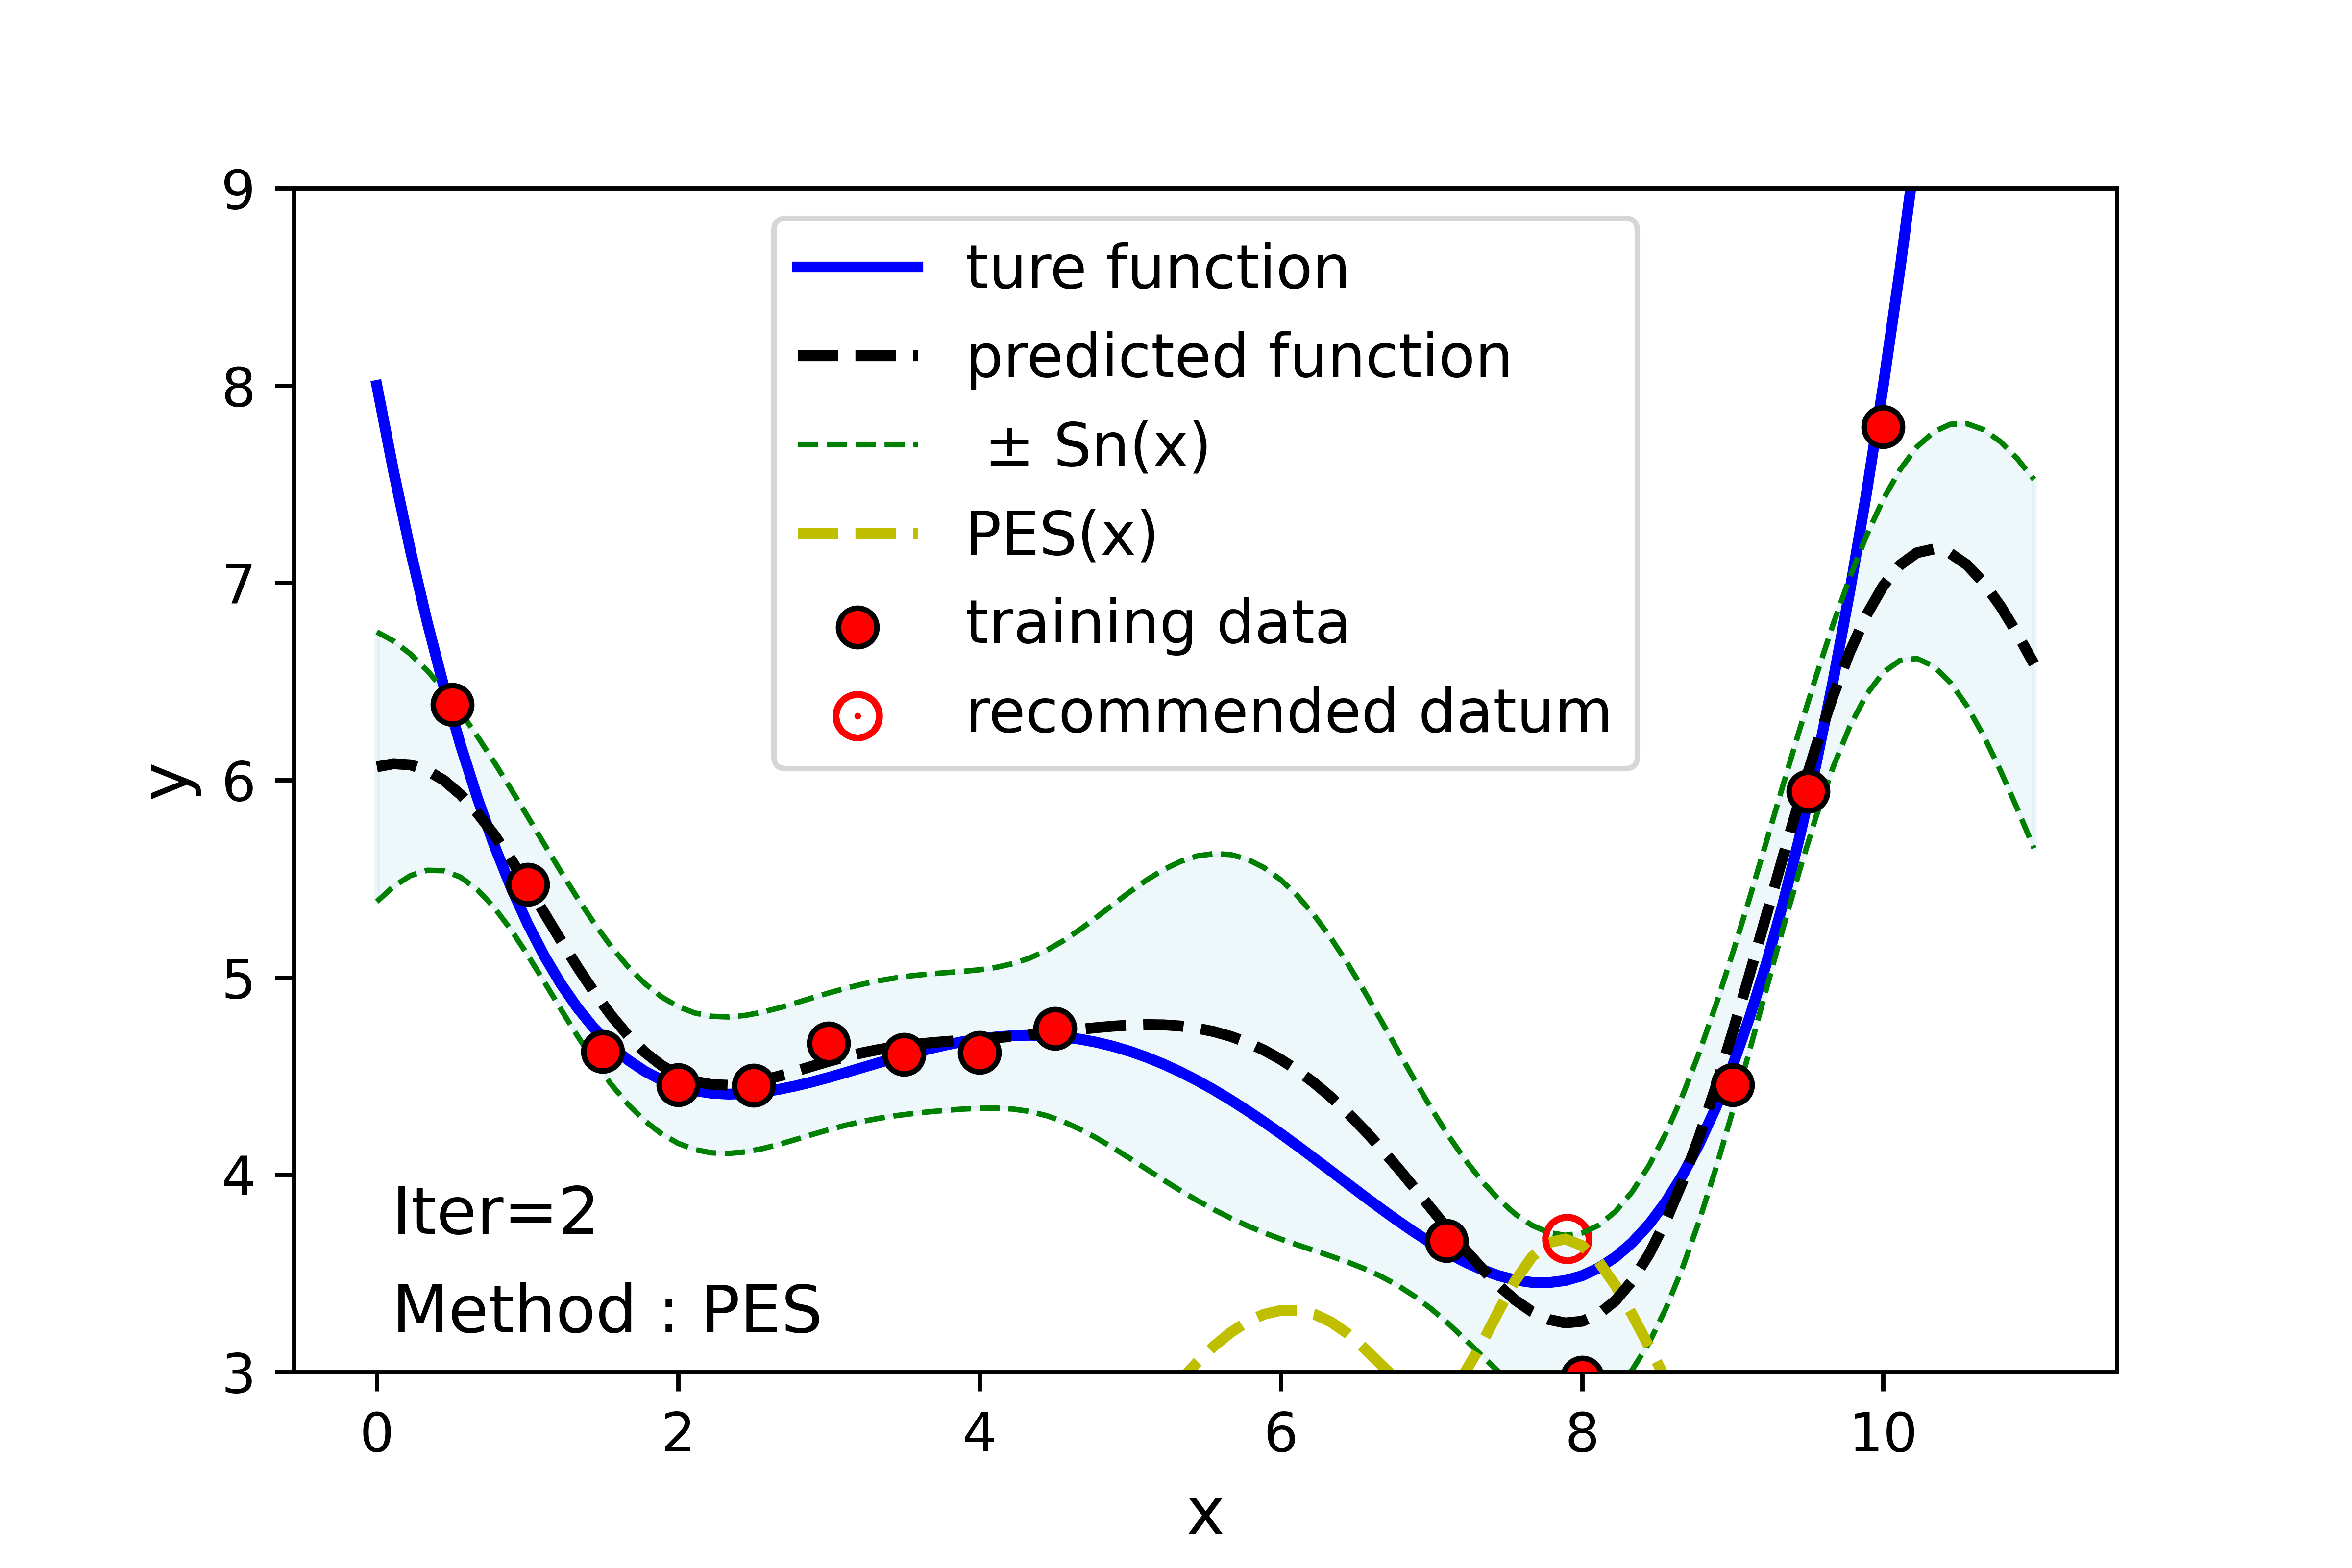 9
8
7
6
5
4
3
y
ture function
predicted function
± Sn(x)
PES(x)
training data
recommended datum
Iter=2
Method : PES
0 2 4 6 8 10
x